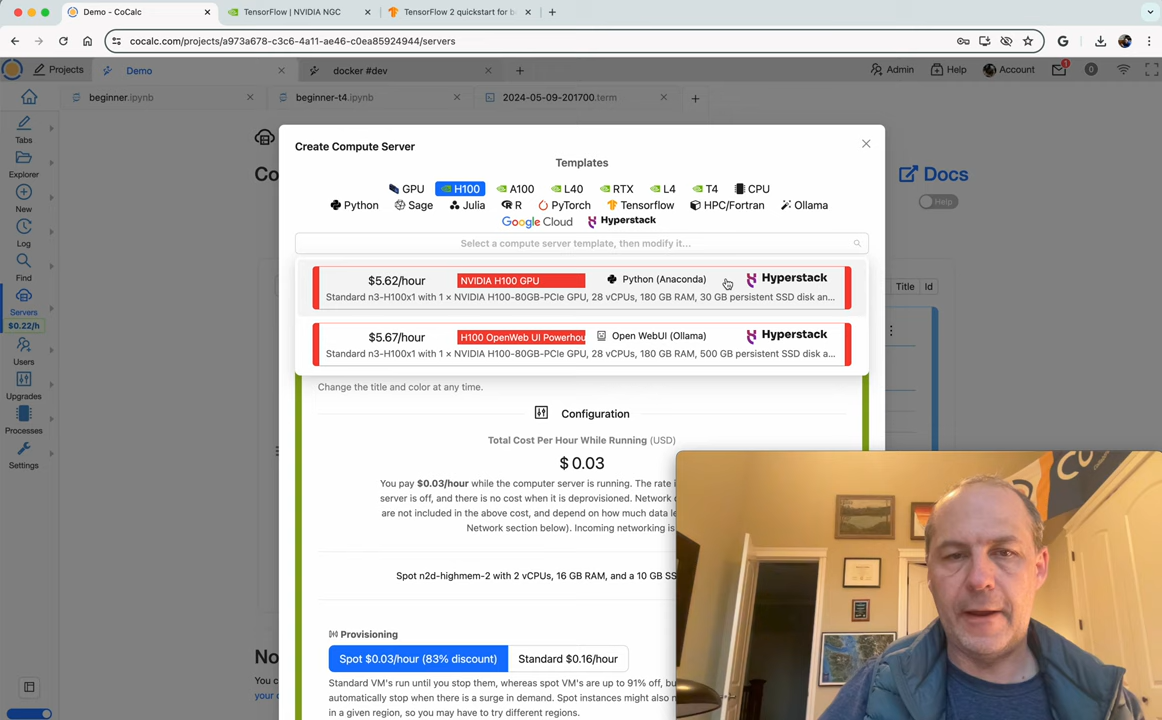 Demo - CoCalc
TensorFlow | NVIDIA NGC
TensorFlow 2 quickstart for b
cocalc.com/projects/a973a678-c3c6-4a11-ae46-c0ea85924944/servers
Projects
Demo
docker #dev
Admin
Help
Account
1
0
beginner.ipynb
beginner-t4.ipynb
2024-05-09-201700.term
Tabs
Explorer
New
Log
Find
Servers
$0.22/h
Users
Upgrades
Processes
Settings
Co
Docs
Help
Title
Id
No
You c
your
Create Compute Server
Templates
GPU H100 A100 L40 RTX L4 T4 CPU
Python Sage Julia R PyTorch Tensorflow HPC/Fortran Ollama
Google Cloud Hyperstack
Select a compute server template, then modify it...
$5.62/hour NVIDIA H100 GPU Python (Anaconda) Hyperstack
Standard n3-H100x1 with 1 × NVIDIA H100-80GB-PCIe GPU, 28 vCPUs, 180 GB RAM, 30 GB persistent SSD disk an...
$5.67/hour H100 OpenWeb UI Powerhou Open WebUI (Ollama) Hyperstack
Standard n3-H100x1 with 1 × NVIDIA H100-80GB-PCIe GPU, 28 vCPUs, 180 GB RAM, 500 GB persistent SSD disk a...
Change the title and color at any time.
Configuration
Total Cost Per Hour While Running (USD)
$ 0.03
You pay $0.03/hour while the computer server is running. The rate i
server is off, and there is no cost when it is deprovisioned. Network
are not included in the above cost, and depend on how much data le
Network section below). Incoming networking is
Spot n2d-highmem-2 with 2 vCPUs, 16 GB RAM, and a 10 GB SS
Provisioning
Spot $0.03/hour (83% discount)
Standard $0.16/hour
Standard VM's run until you stop them, whereas spot VM's are up to 91% off, bu
automatically stop when there is a surge in demand. Spot instances might also n
in a given region, so you may have to try different regions.